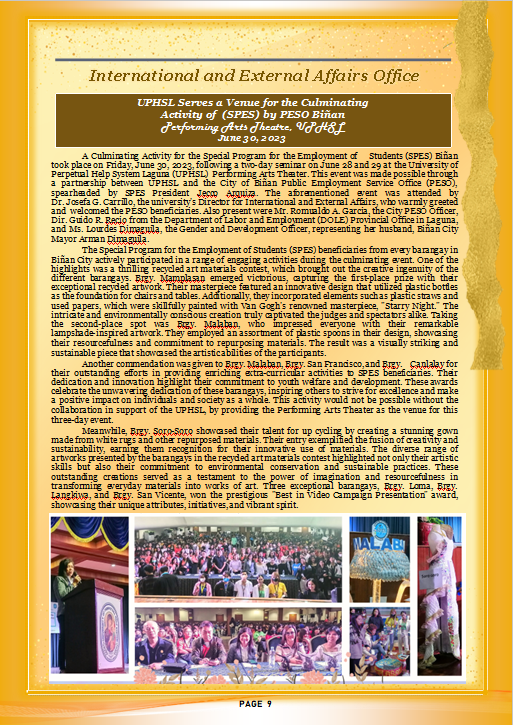 International and External Affairs Office
UPHSL Serves a Venue for the Culminating
Activity of (SPES) by PESO Biñan
Performing Arts Theatre, UPHSL
June 30, 2023
A Culminating Activity for the Special Program for the Employment of Students (SPES) Biñan
took place on Friday, June 30, 2023, following a two-day seminar on June 28 and 29 at the University of
Perpetual Help System Laguna (UPHSL) Performing Arts Theater. This event was made possible through
a partnership between UPHSL and the City of Biñan Public Employment Service Office (PESO),
spearheaded by SPES President Jeco Arguiza. The aforementioned event was attended by
Dr. Josefa G. Carrillo, the university's Director for International and External Affairs, who warmly greeted
and welcomed the PESO beneficiaries. Also present were Mr. Romualdo A. Garcia, the City PESO Officer,
Dir. Guido R. Recio from the Department of Labor and Employment (DOLE) Provincial Office in Laguna,
and Ms. Lourdes Dimaguila, the Gender and Development Officer, representing her husband, Biñan City
Mayor Arman Dimaguila.
The Special Program for the Employment of Students (SPES) beneficiaries from every barangay in
Biñan City actively participated in a range of engaging activities during the culminating event. One of the
highlights was a thrilling recycled art materials contest, which brought out the creative ingenuity of the
different barangays. Brgy. Mamplasan emerged victorious, capturing the first-place prize with their
exceptional recycled artwork. Their masterpiece featured an innovative design that utilized plastic bottles
as the foundation for chairs and tables. Additionally, they incorporated elements such as plastic straws and
used papers, which were skillfully painted with Van Gogh's renowned masterpiece, "Starry Night." The
intricate and environmentally conscious creation truly captivated the judges and spectators alike. Taking
the second-place spot was Brgy. Malaban, who impressed everyone with their remarkable
lampshade-inspired artwork. They employed an assortment of plastic spoons in their design, showcasing
their resourcefulness and commitment to repurposing materials. The result was a visually striking and
sustainable piece that showcased the artistic abilities of the participants.
Another commendation was given to Brgy. Malaban, Brgy. San Francisco, and Brgy. Canlalay for
their outstanding efforts in providing enriching extra-curricular activities to SPES beneficiaries. Their
dedication and innovation highlight their commitment to youth welfare and development. These awards
celebrate the unwavering dedication of these barangays, inspiring others to strive for excellence and make
a positive impact on individuals and society as a whole. This activity would not be possible without the
collaboration in support of the UPHSL, by providing the Performing Arts Theater as the venue for this
three-day event.
Meanwhile, Brgy. Soro-Soro showcased their talent for up cycling by creating a stunning gown
made from white rugs and other repurposed materials. Their entry exemplified the fusion of creativity and
sustainability, earning them recognition for their innovative use of materials. The diverse range of
artworks presented by the barangays in the recycled art materials contest highlighted not only their artistic
skills but also their commitment to environmental conservation and sustainable practices. These
outstanding creations served as a testament to the power of imagination and resourcefulness in
transforming everyday materials into works of art. Three exceptional barangays, Brgy. Loma, Brgy.
Langkiwa, and Brgy. San Vicente, won the prestigious "Best in Video Campaign Presentation" award,
showcasing their unique attributes, initiatives, and vibrant spirit.
MALABA
PAGE 9